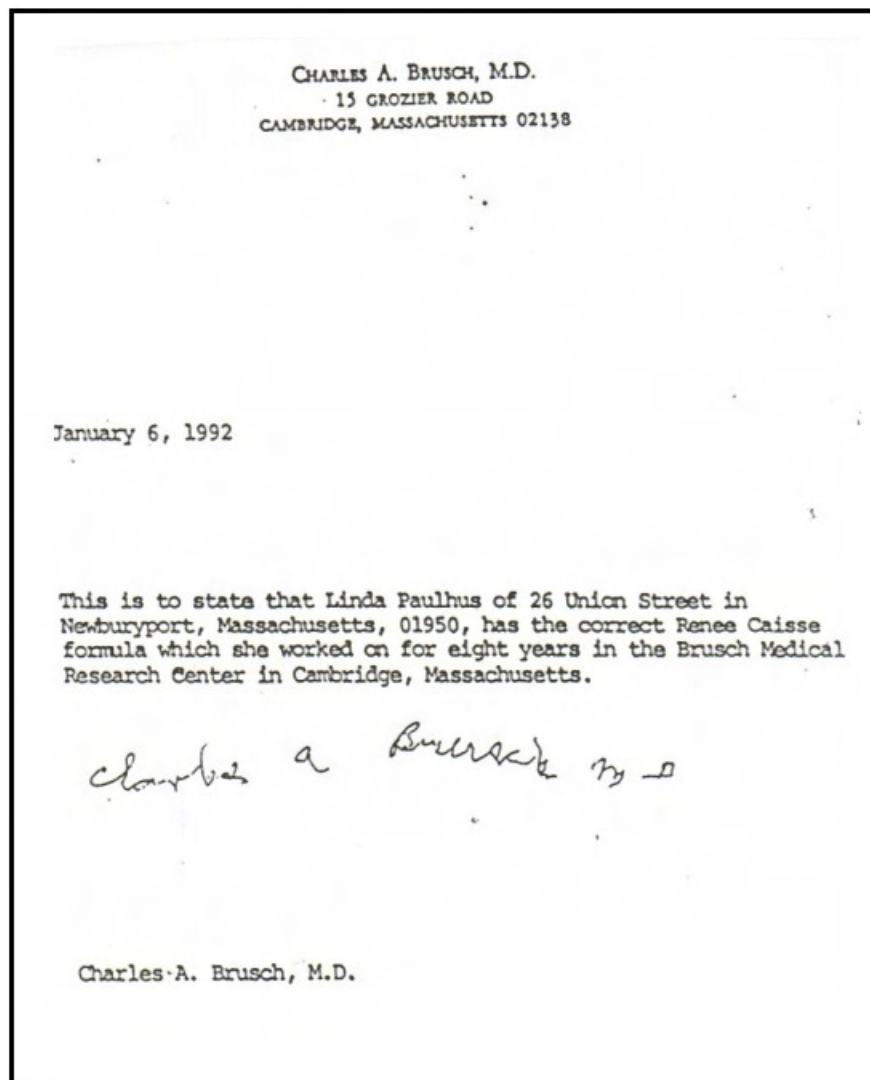 CHARLES A. BRUSCH, M.D.
15 GROZIER ROAD
CAMBRIDGE, MASSACHUSETTS 02138
January 6, 1992
This is to state that Linda Paulhus of 26 Union Street in
Newburyport, Massachusetts, 01950, has the correct Renee Caisse
formula which she worked on for eight years in the Brusch Medical
Research Center in Cambridge, Massachusetts.
Charles A Brusch M D
Charles A. Brusch, M.D.